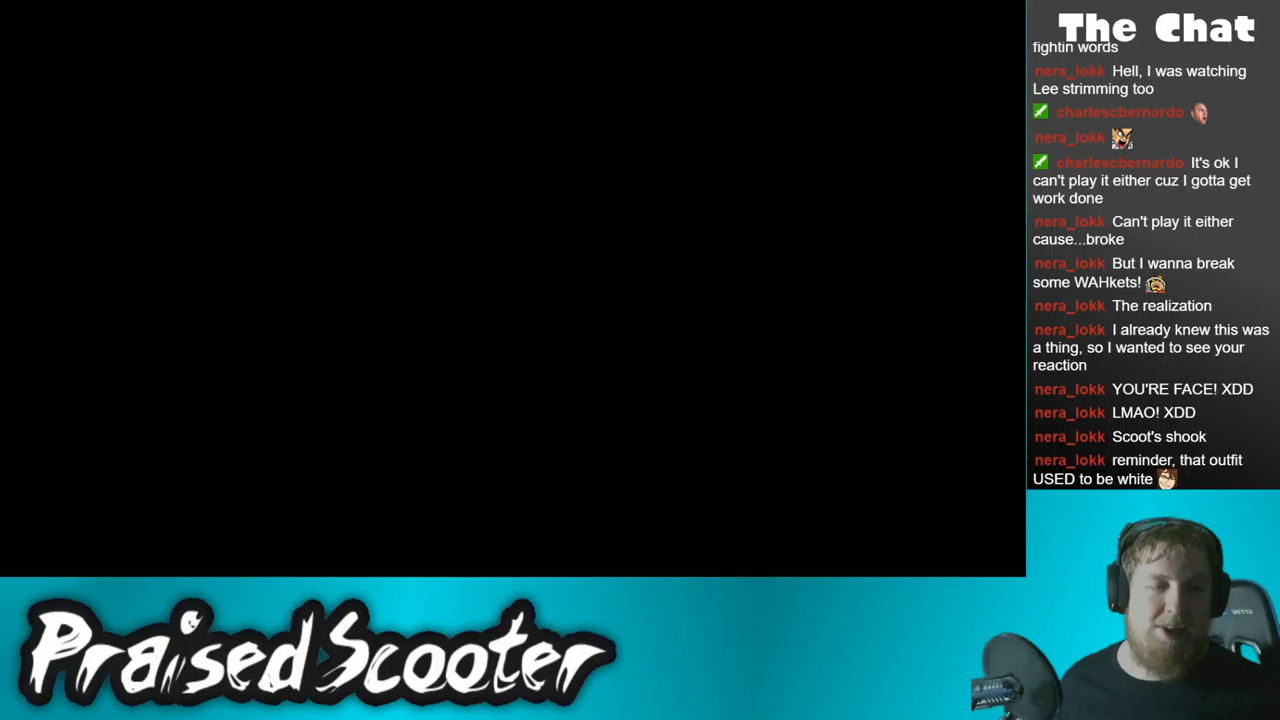 The Chat
fightin words
nera_lokk Hell, I was watching
Lee strimming too
charlescbernardo
nera_lokk
charlescbernardo It's ok I
can't play it either cuz I gotta get
work done
nera_lokk Can't play it either
cause...broke
nera_lokk But I wanna break
some WAHkets!
nera_lokk The realization
nera_lokk I already knew this was
a thing, so I wanted to see your
reaction
nera_lokk YOU'RE FACE! XDD
nera_lokk LMAO! XDD
nera_lokk Scoot's shook
nera_lokk reminder, that outfit
USED to be white
PraisedScooter